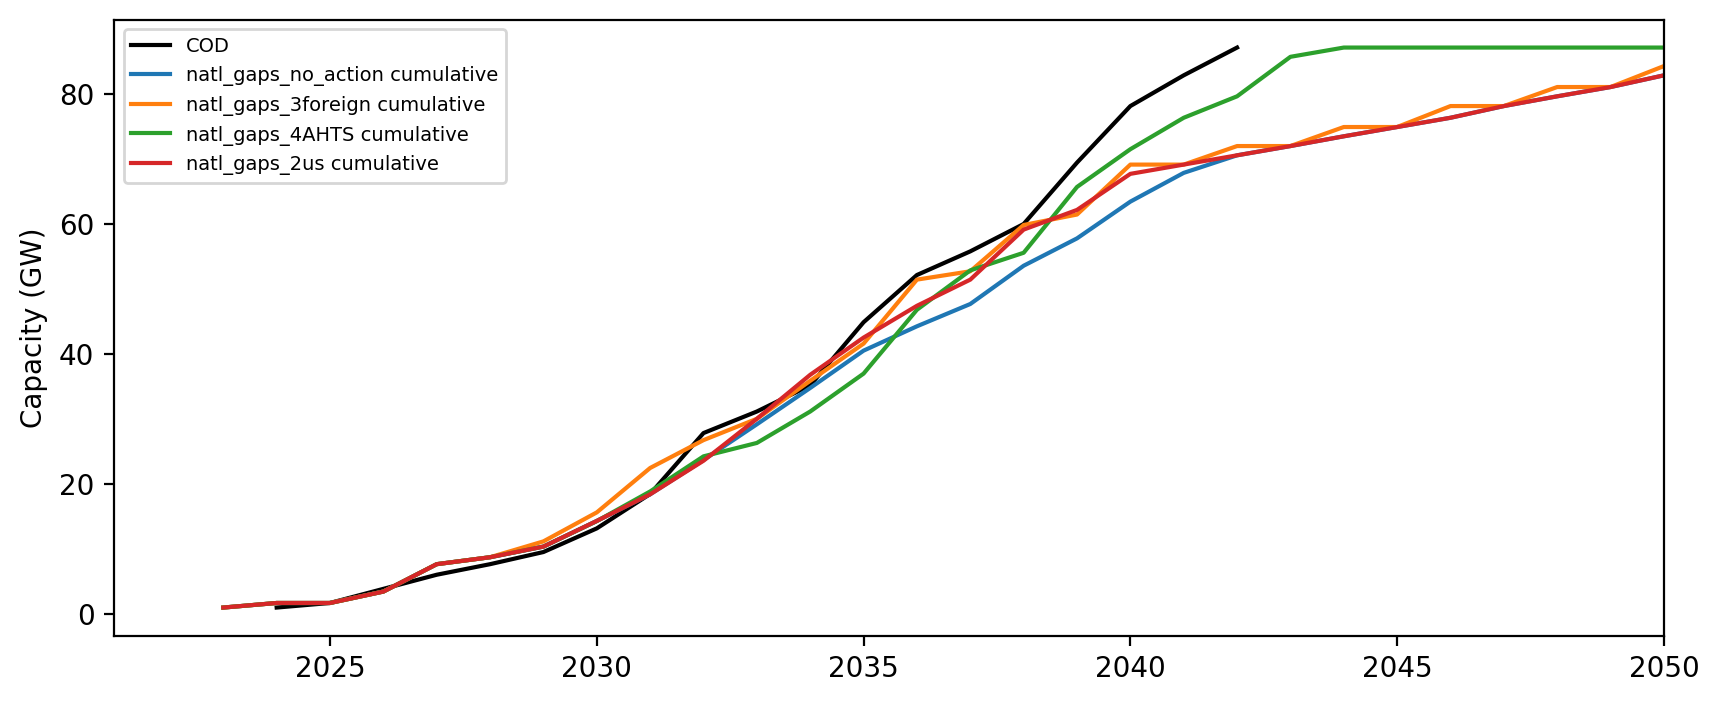 COD
natl_gaps_no_action cumulative
natl_gaps_3foreign cumulative
natl_gaps_4AHTS cumulative
natl_gaps_2us cumulative
Capacity (GW)
80
60
40
20
0
2025 2030 2035 2040 2045 2050